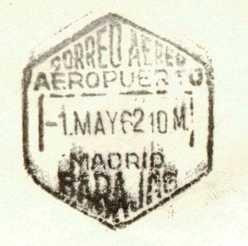 CORREO AEREO
AEROPUERTO
-1.MAY62 10 M.
MADRID
BARAJAS